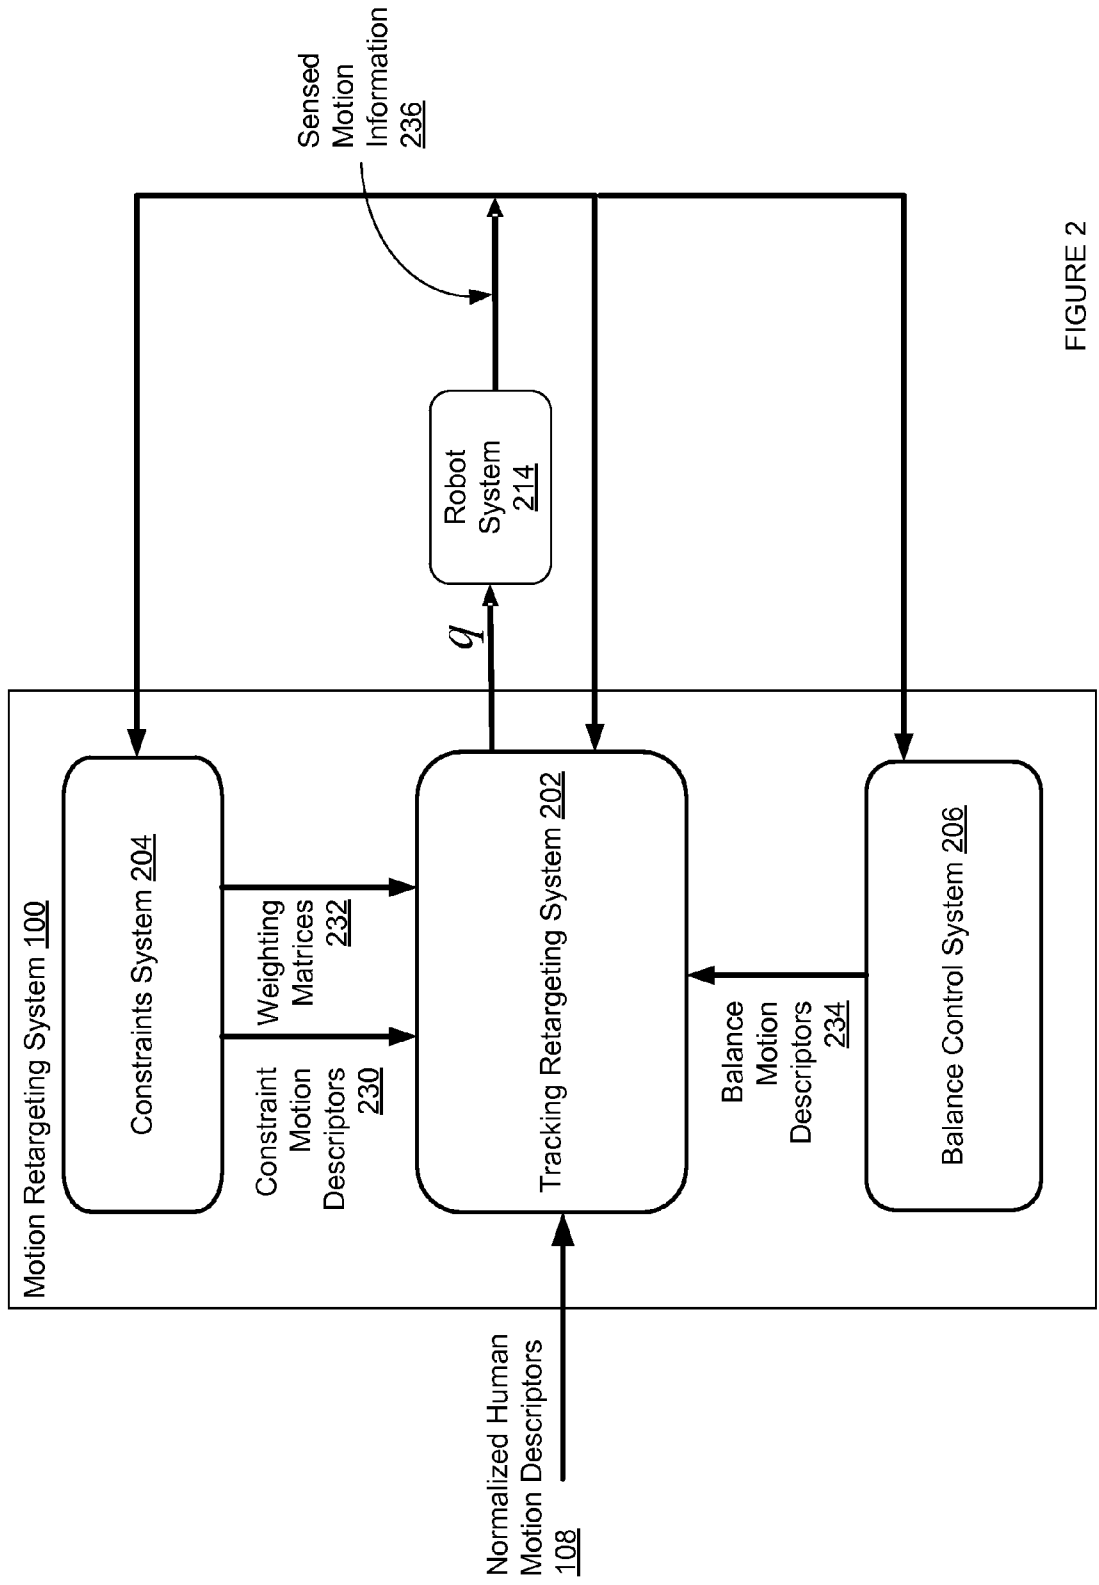 Motion Retargeting System 100
Constraints System 204
Constraint
Motion
Descriptors
230
Weighting
Matrices
232
Normalized Human
Motion Descriptors
108
Tracking Retargeting System 202
q
Robot
System
214
Sensed
Motion
Information
236
Balance
Motion
Descriptors
234
Balance Control System 206
FIGURE 2